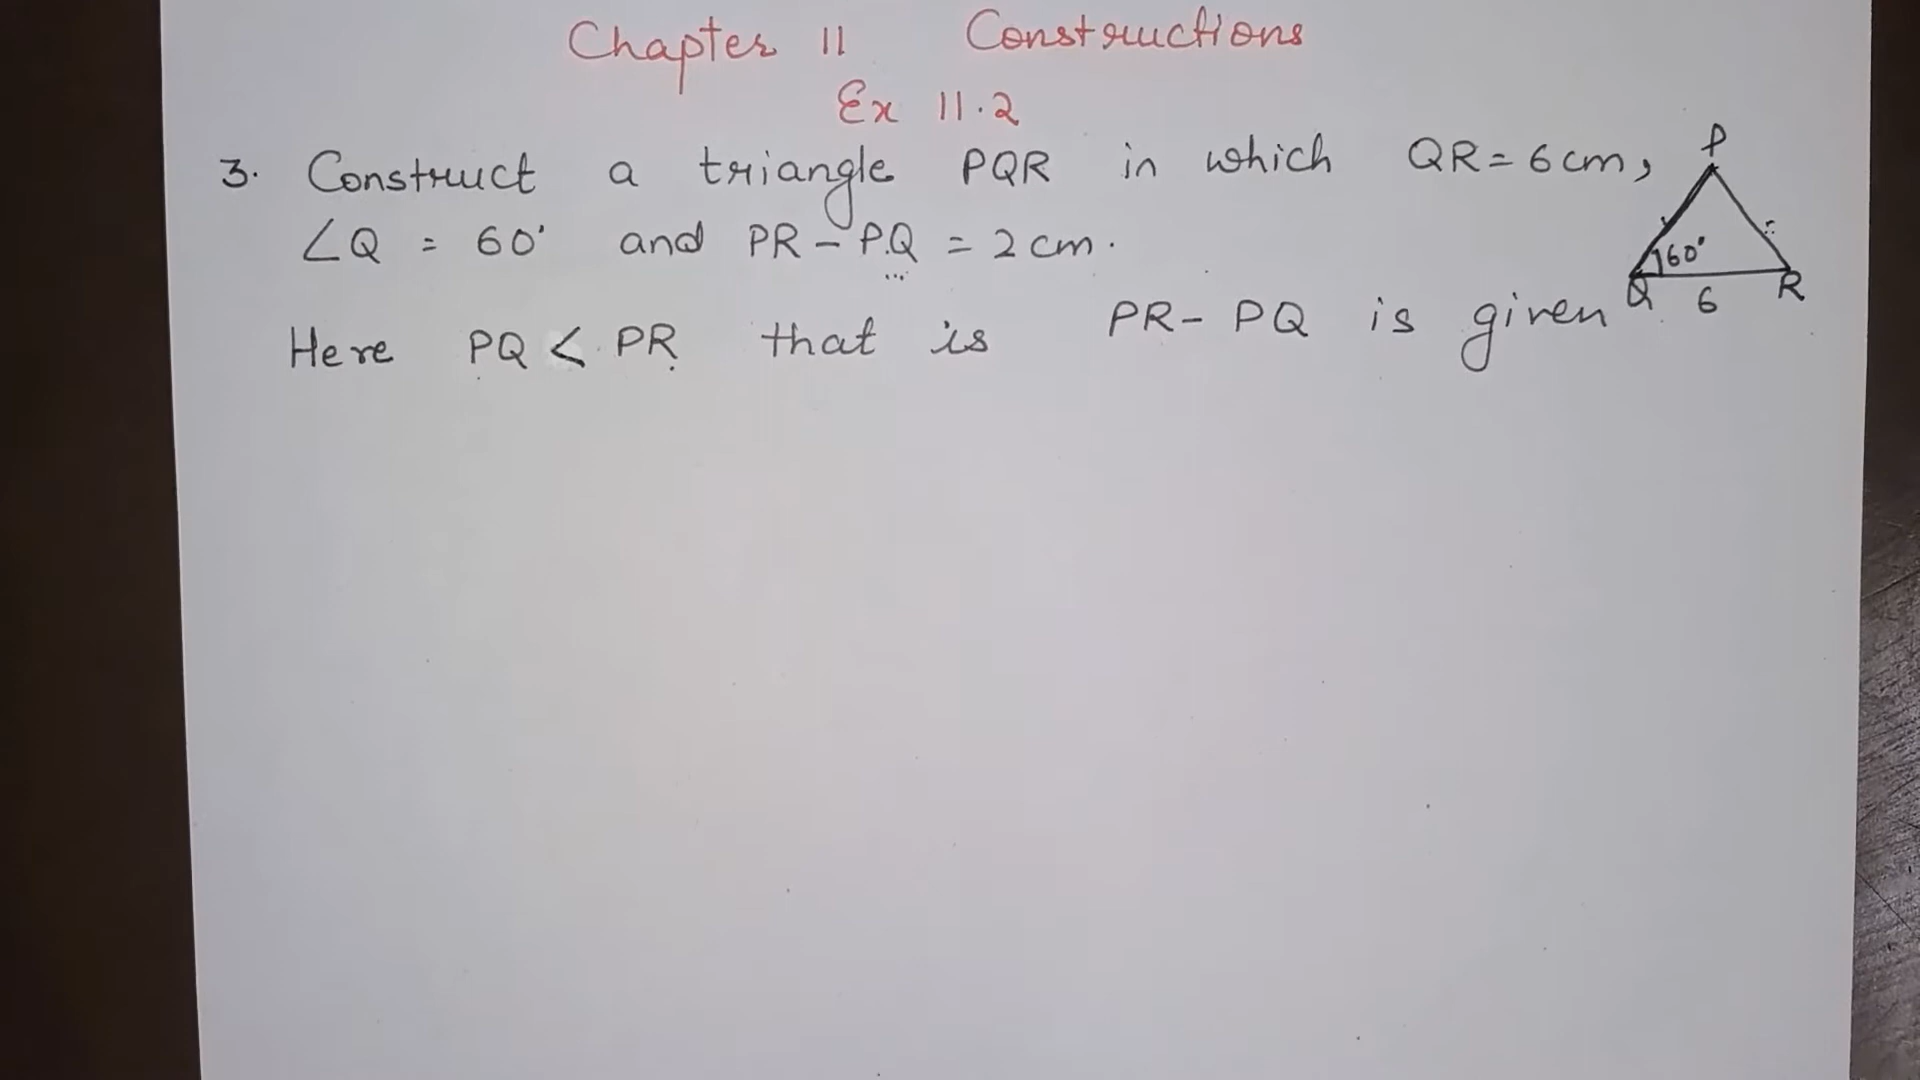 Chapter 11 Constructions
Ex 11.2
3. Construct a triangle PQR in which QR = 6 cm,
∠Q = 60° and PR - PQ = 2 cm.
Here PQ < PR that is PR - PQ is given
P
60°
Q 6 R